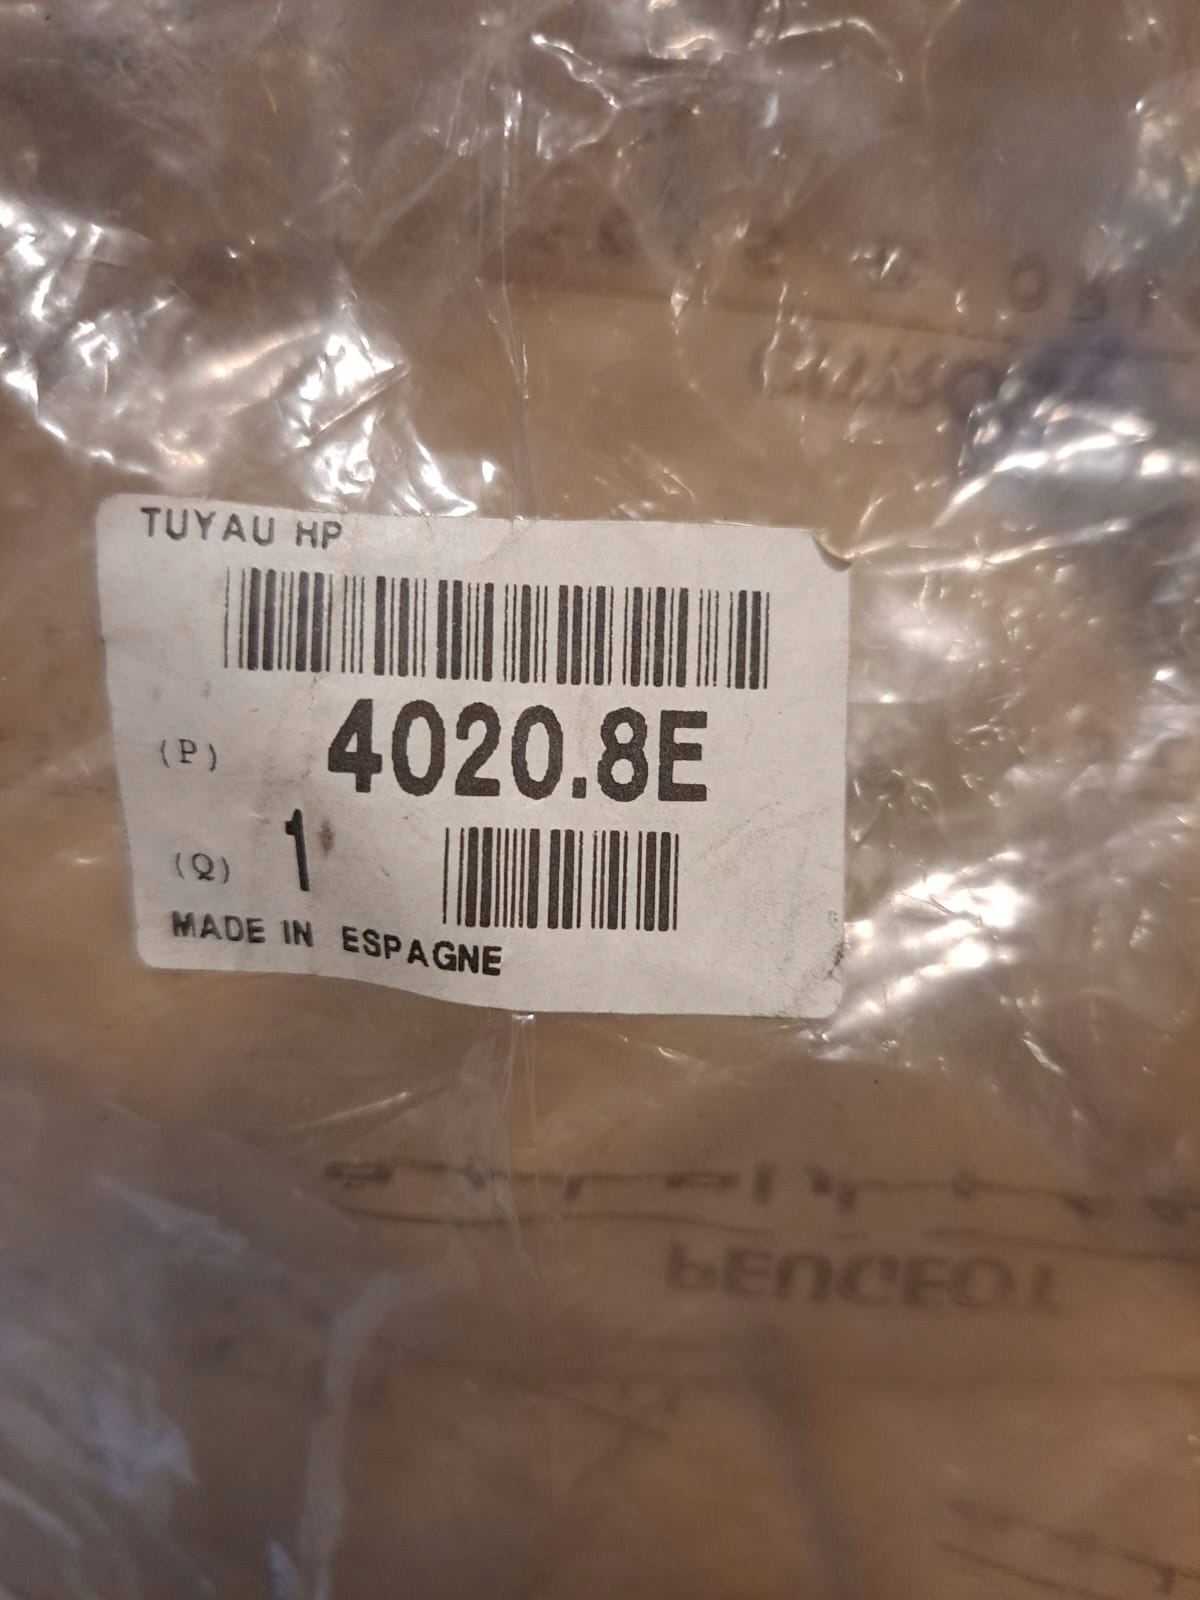 TUYAU HP
(P) 4020.8E
(Q) 1
MADE IN ESPAGNE
PEUGEOT